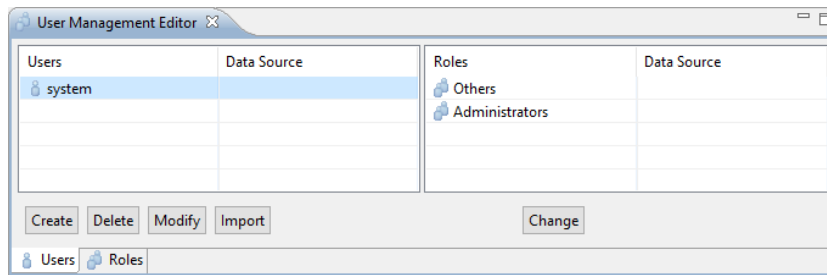 User Management Editor
Users Data Source Roles Data Source
system Others
Administrators
Create Delete Modify Import Change
Users Roles